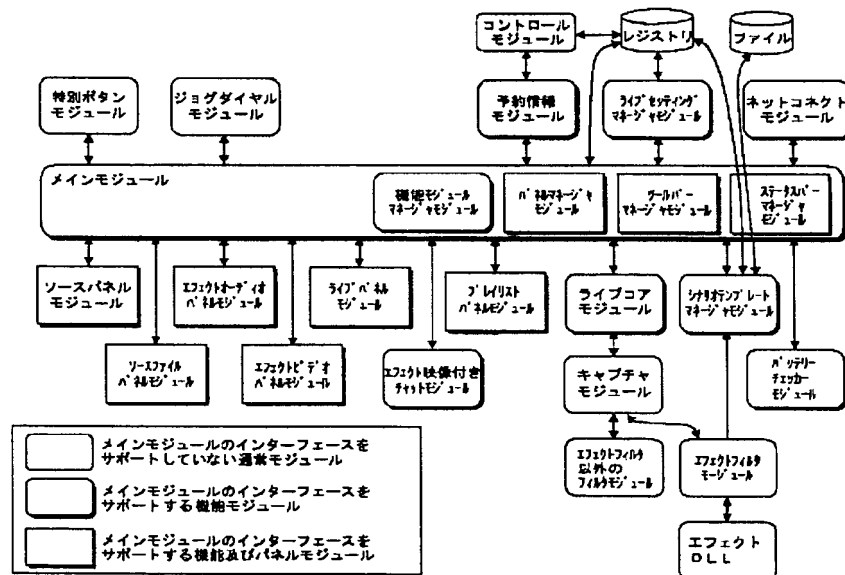 コントロール
モジュール
レジストリ
ファイル
特別ボタン
モジュール
ジョグダイヤル
モジュール
予約情報
モジュール
ライブセッティング
マネージャモジュール
ネットコネクト
モジュール
メインモジュール
機能モジュール
マネージャモジュール
パネルマネージャ
モジュール
ツールバー
マネージャモジュール
ステータスバー
マネージャ
モジュール
ソースパネル
モジュール
エフェクトオーディオ
パネルモジュール
ライブパネル
モジュール
プレイリスト
パネルモジュール
ライブコア
モジュール
シナリオテンプレート
マネージャモジュール
ソースファイル
パネルモジュール
エフェクトビデオ
パネルモジュール
エフェクト映像付き
チャットモジュール
キャプチャ
モジュール
バッテリー
チェッカー
モジュール
メインモジュールのインターフェースを
サポートしていない通常モジュール
メインモジュールのインターフェースを
サポートする機能モジュール
メインモジュールのインターフェースを
サポートする機能及びパネルモジュール
エフェクトフィルタ
以外の
フィルタモジュール
エフェクトフィルタ
モージュール
エフェクト
DLL